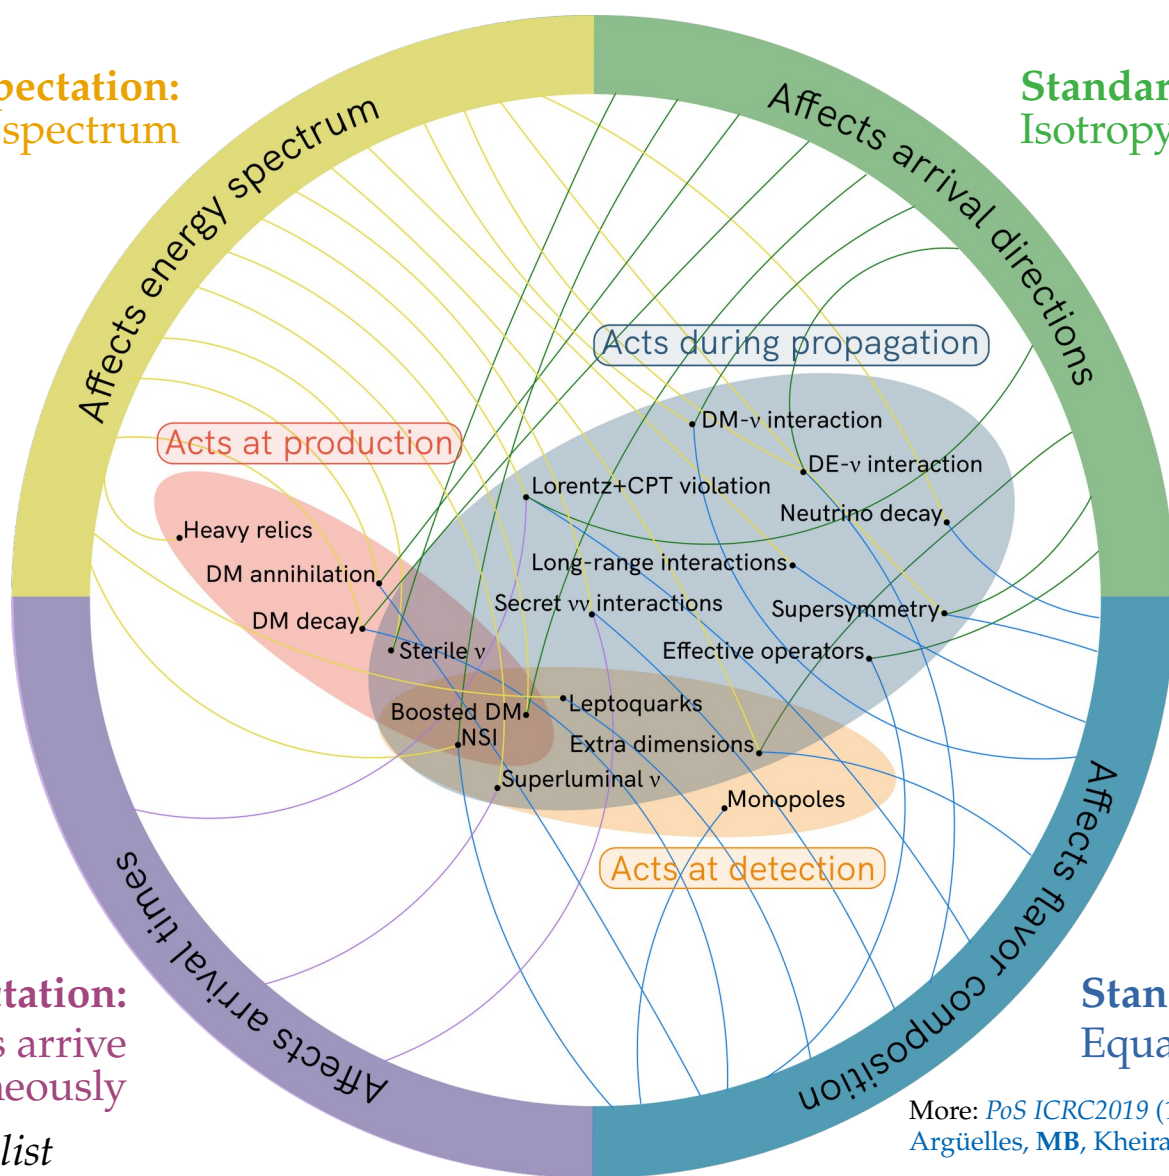 pectation:
spectrum
Standar
Isotropy
Affects energy spectrum
Affects arrival directions
Acts during propagation
DM-ν interaction
Acts at production
DE-ν interaction
Lorentz+CPT violation
Neutrino decay
Heavy relics
Long-range interactions
DM annihilation
Secret νν interactions
Supersymmetry
DM decay
Sterile ν
Effective operators
Leptoquarks
Boosted DM
NSI
Extra dimensions
Superluminal ν
Monopoles
Acts at detection
Affects arrival times
Affects flavor composition
tation:
s arrive
neously
list
Stan
Equa
More: PoS ICRC2019 (1
Argüelles, MB, Kheira